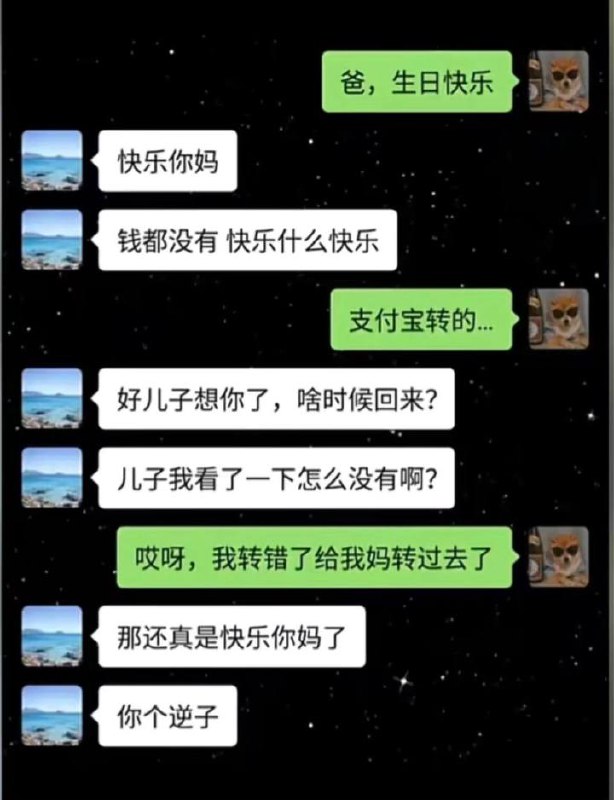 爸，生日快乐
快乐你妈
钱都没有 快乐什么快乐
支付宝转的...
好儿子想你了，啥时候回来？
儿子我看了一下怎么没有啊？
哎呀，我转错了给我妈转过去了
那还真是快乐你妈了
你个逆子